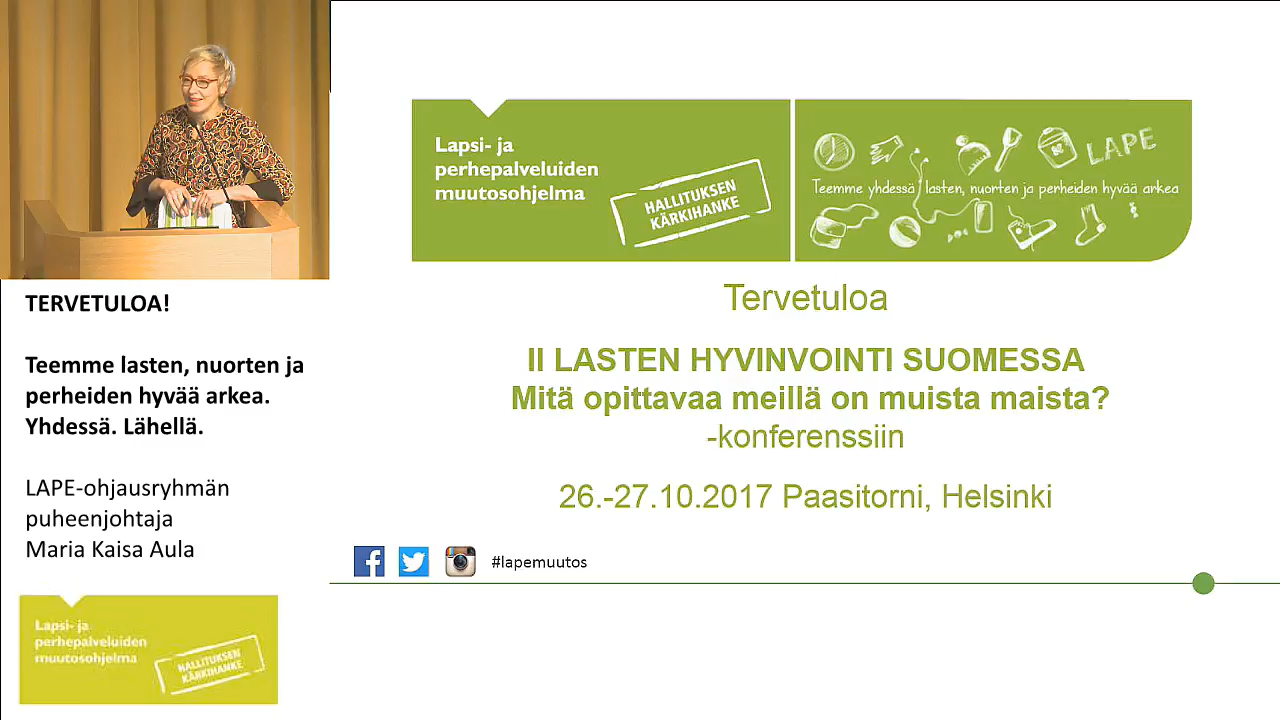 TERVETULOA!
Teemme lasten, nuorten ja
perheiden hyvää arkea.
Yhdessä. Lähellä.
LAPE-ohjausryhmän
puheenjohtaja
Maria Kaisa Aula
Lapsi- ja
perhepalveluiden
muutosohjelma
HALLITUKSEN
KÄRKIHANKE
Lapsi- ja
perhepalveluiden
muutosohjelma
HALLITUKSEN
KÄRKIHANKE
LAPE
Teemme yhdessä lasten, nuorten ja perheiden hyvää arkea
Tervetuloa
II LASTEN HYVINVOINTI SUOMESSA
Mitä opittavaa meillä on muista maista?
-konferenssiin
26.-27.10.2017 Paasitorni, Helsinki
#lapemuutos